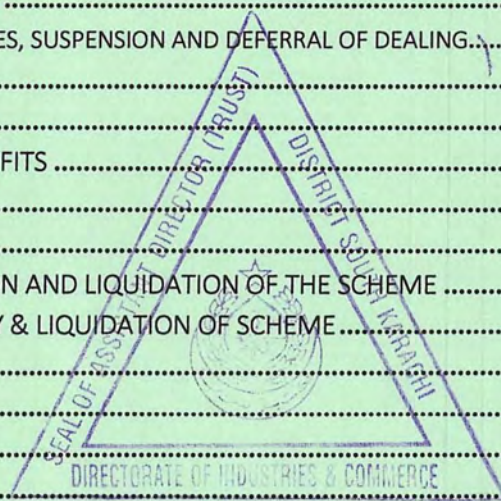 ES, SUSPENSION AND DEFERRAL OF DEALING
FITS
N AND LIQUIDATION OF THE SCHEME
Y & LIQUIDATION OF SCHEME
SEAL OF ASSISTANT DIRECTOR (TRUST)
DISTRICT SOUTH KARACHI
DIRECTORATE OF INDUSTRIES & COMMERCE